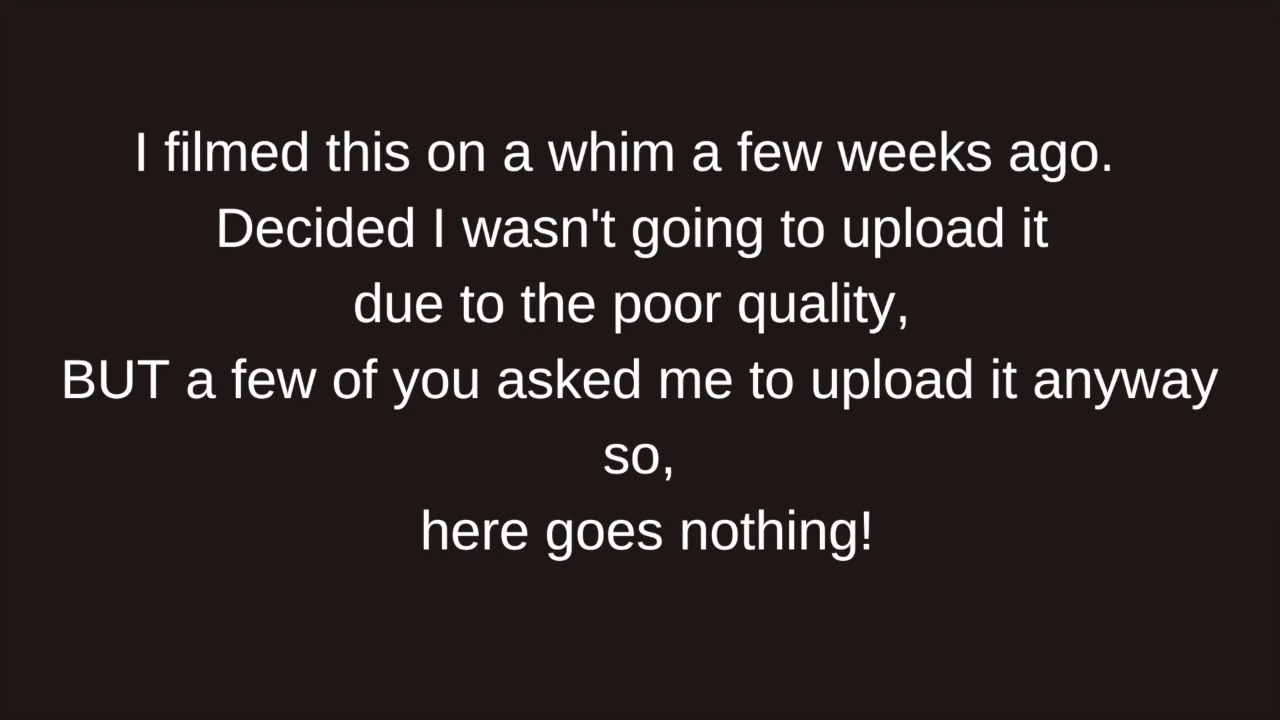 I filmed this on a whim a few weeks ago.
Decided I wasn't going to upload it
due to the poor quality,
BUT a few of you asked me to upload it anyway
so,
here goes nothing!